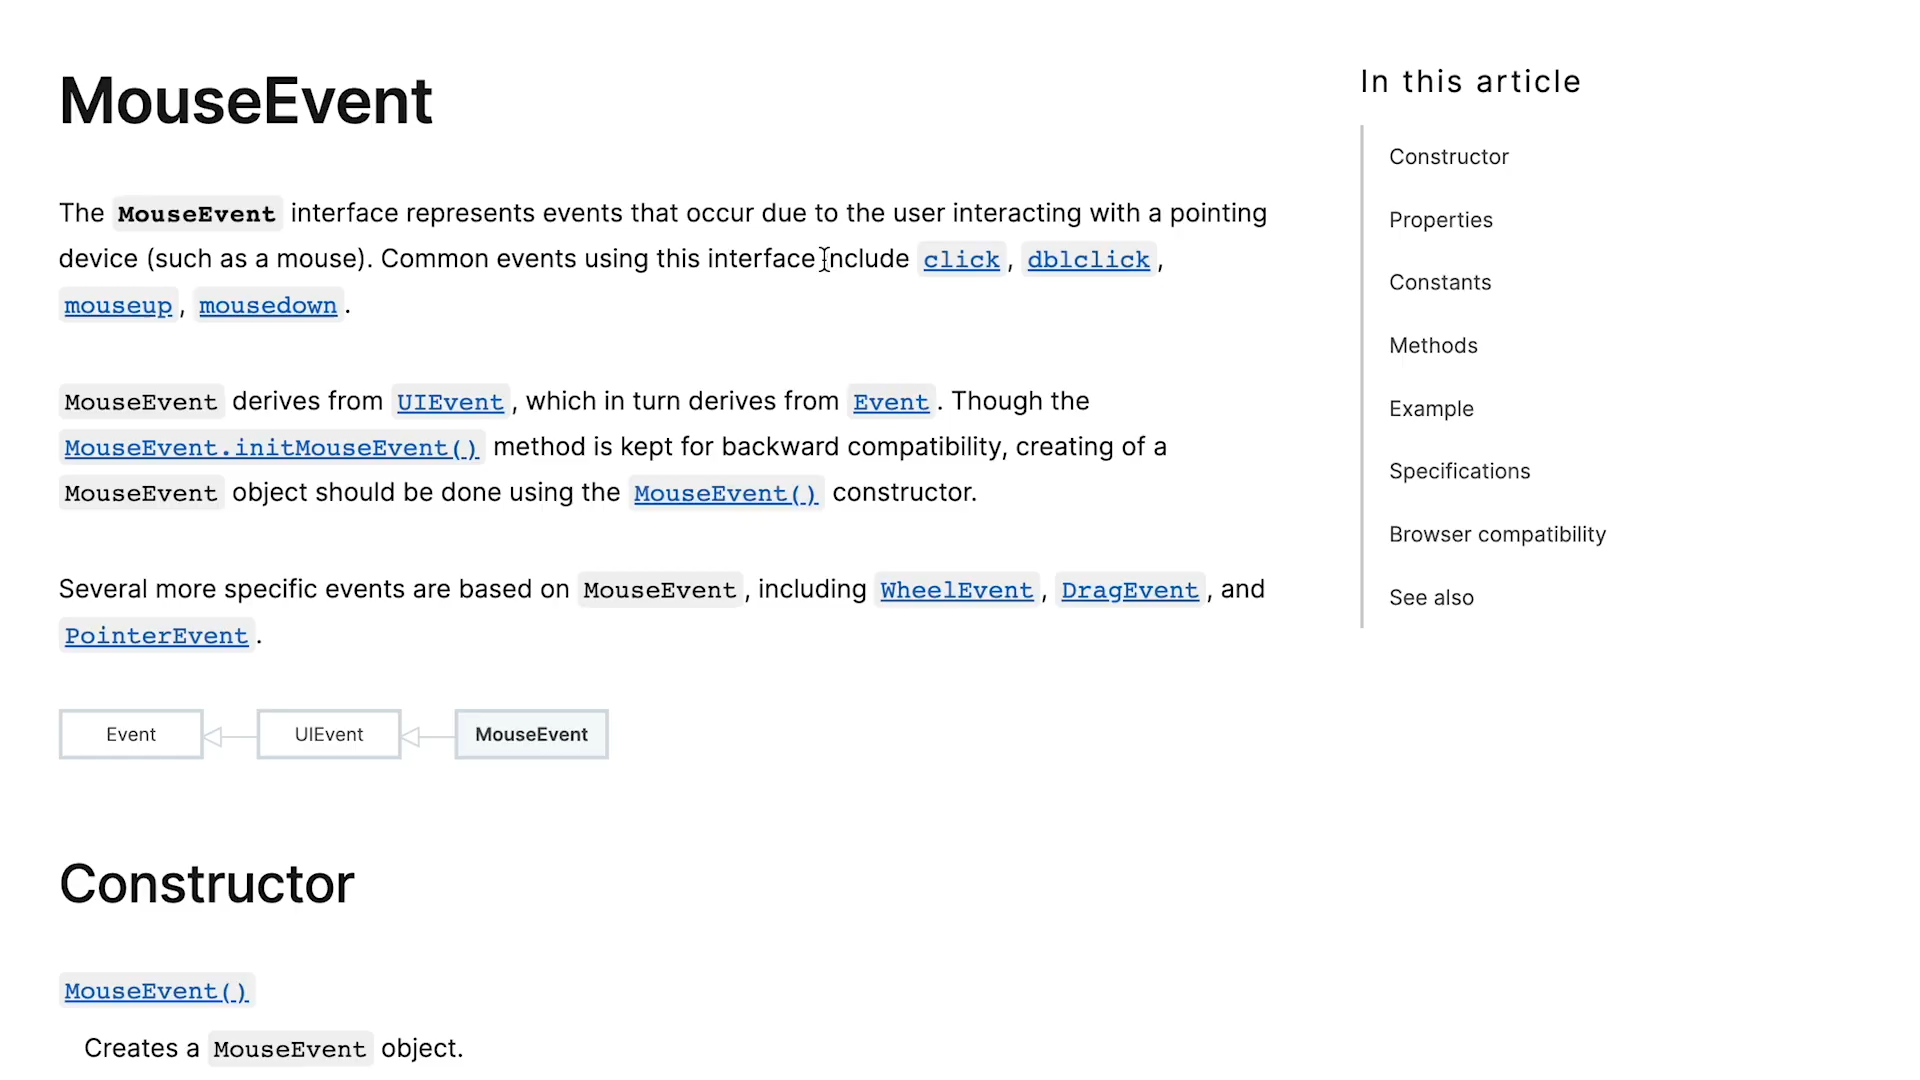 MouseEvent
The MouseEvent interface represents events that occur due to the user interacting with a pointing
device (such as a mouse). Common events using this interface include click, dblclick,
mouseup, mousedown.
MouseEvent derives from UIEvent, which in turn derives from Event. Though the
MouseEvent.initMouseEvent() method is kept for backward compatibility, creating of a
MouseEvent object should be done using the MouseEvent() constructor.
Several more specific events are based on MouseEvent, including WheelEvent, DragEvent, and
PointerEvent.
Event UIEvent MouseEvent
Constructor
MouseEvent()
Creates a MouseEvent object.
In this article
Constructor
Properties
Constants
Methods
Example
Specifications
Browser compatibility
See also